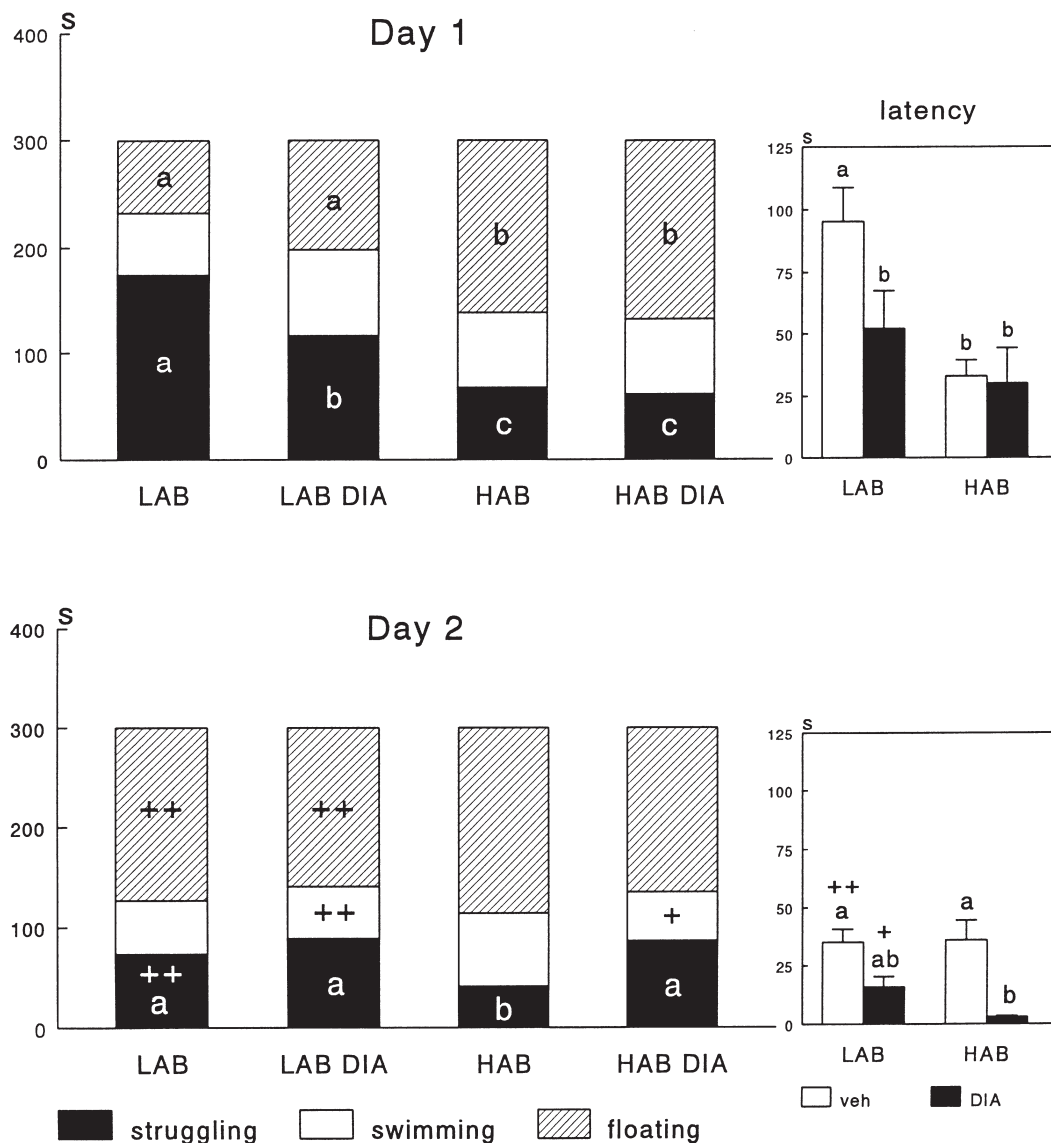 s
Day 1
400
300
200
100
0
a
a
b
b
a
b
c
c
LAB
LAB DIA
HAB
HAB DIA
latency
s
125
100
75
50
25
0
a
b
b
b
LAB
HAB
s
Day 2
400
300
200
100
0
++
++
++
+
++
a
a
b
a
LAB
LAB DIA
HAB
HAB DIA
s
125
100
75
50
25
0
++
a
+
ab
a
b
LAB
HAB
veh
DIA
struggling
swimming
floating